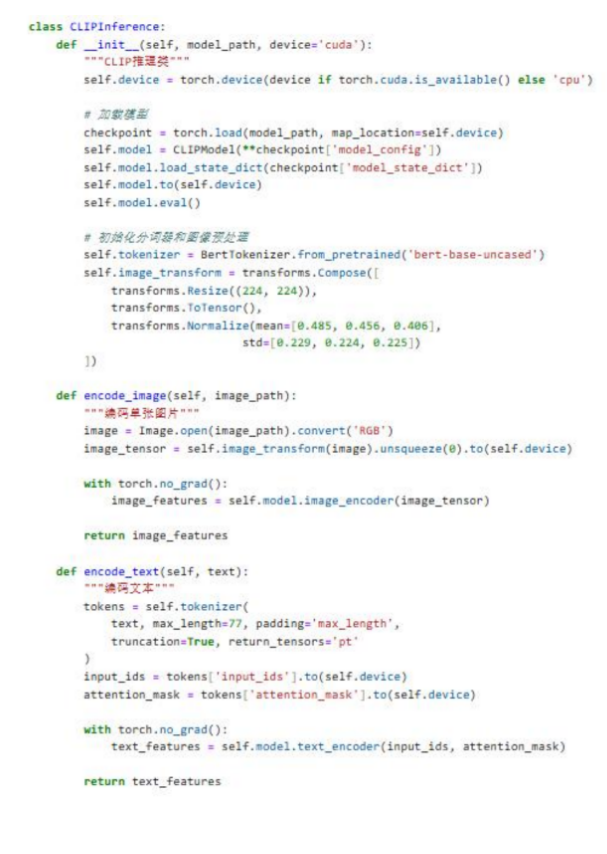 class CLIPInference:
    def __init__(self, model_path, device='cuda'):
        """CLIP推理类"""
        self.device = torch.device(device if torch.cuda.is_available() else 'cpu')

        # 加载模型
        checkpoint = torch.load(model_path, map_location=self.device)
        self.model = CLIPModel(**checkpoint['model_config'])
        self.model.load_state_dict(checkpoint['model_state_dict'])
        self.model.to(self.device)
        self.model.eval()

        # 初始化分词器和图像预处理
        self.tokenizer = BertTokenizer.from_pretrained('bert-base-uncased')
        self.image_transform = transforms.Compose([
            transforms.Resize((224, 224)),
            transforms.ToTensor(),
            transforms.Normalize(mean=[0.485, 0.456, 0.406],
                               std=[0.229, 0.224, 0.225])
        ])

    def encode_image(self, image_path):
        """编码单张图片"""
        image = Image.open(image_path).convert('RGB')
        image_tensor = self.image_transform(image).unsqueeze(0).to(self.device)

        with torch.no_grad():
            image_features = self.model.image_encoder(image_tensor)

        return image_features

    def encode_text(self, text):
        """编码文本"""
        tokens = self.tokenizer(
            text, max_length=77, padding='max_length',
            truncation=True, return_tensors='pt'
        )
        input_ids = tokens['input_ids'].to(self.device)
        attention_mask = tokens['attention_mask'].to(self.device)

        with torch.no_grad():
            text_features = self.model.text_encoder(input_ids, attention_mask)

        return text_features